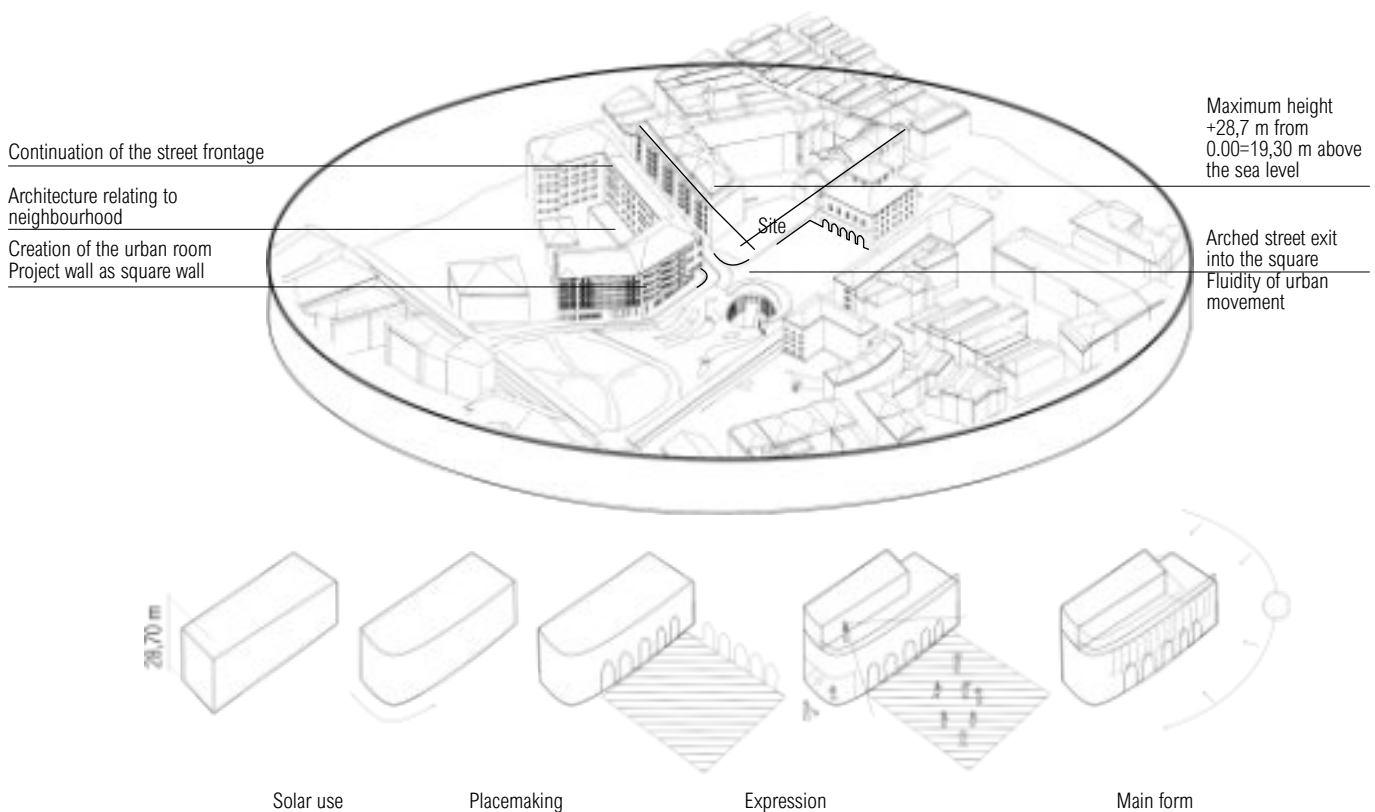 Continuation of the street frontage
Architecture relating to
neighbourhood
Creation of the urban room
Project wall as square wall
Site
Maximum height
+28,7 m from
0.00=19,30 m above
the sea level
Arched street exit
into the square
Fluidity of urban
movement
28,70 m
Solar use
Placemaking
Expression
Main form